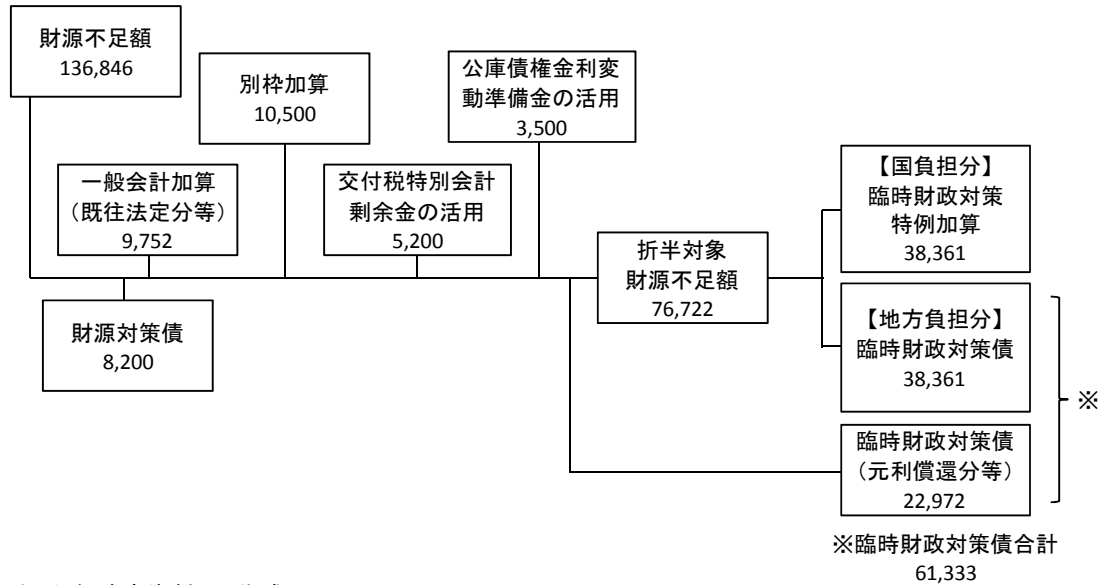 財源不足額
136,846
別枠加算
10,500
公庫債権金利変
動準備金の活用
3,500
一般会計加算
（既往法定分等）
9,752
交付税特別会計
剰余金の活用
5,200
財源対策債
8,200
折半対象
財源不足額
76,722
【国負担分】
臨時財政対策
特例加算
38,361
【地方負担分】
臨時財政対策債
38,361
※
臨時財政対策債
（元利償還分等）
22,972
※臨時財政対策債合計
61,333